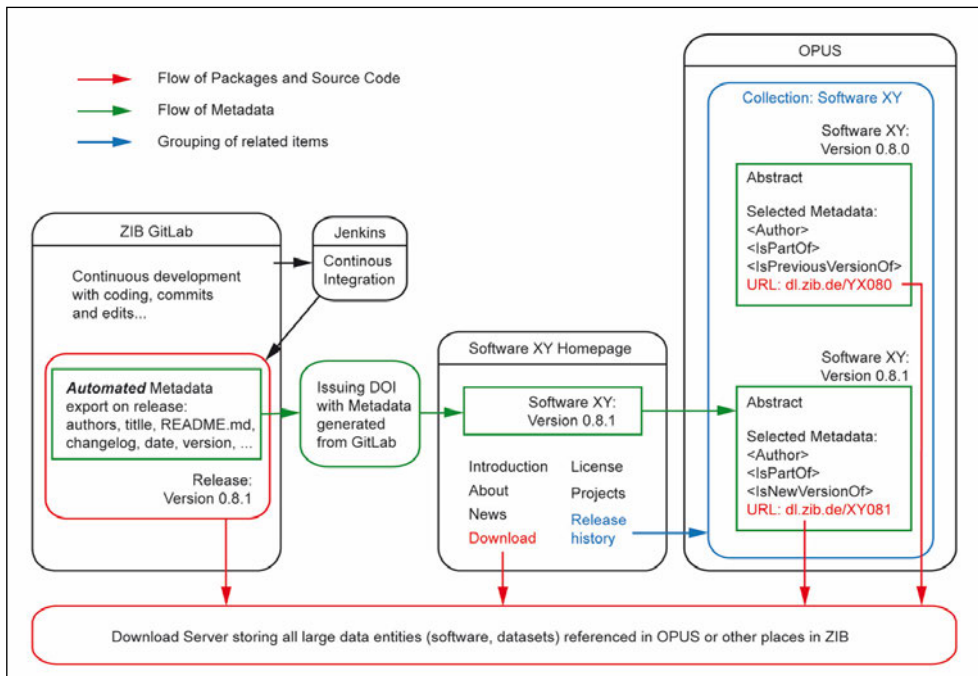 Flow of Packages and Source Code
Flow of Metadata
Grouping of related items
ZIB GitLab
Continuous development
with coding, commits
and edits...
Jenkins
Continous
Integration
Automated Metadata
export on release:
authors, titlle, README.md,
changelog, date, version, ...
Release:
Version 0.8.1
Issuing DOI
with Metadata
generated
from GitLab
Software XY Homepage
Software XY:
Version 0.8.1
Introduction
About
News
Download
License
Projects
Release
history
OPUS
Collection: Software XY
Software XY:
Version 0.8.0
Abstract
Selected Metadata:
<Author>
<IsPartOf>
<IsPreviousVersionOf>
URL: dl.zib.de/YX080
Software XY:
Version 0.8.1
Abstract
Selected Metadata:
<Author>
<IsPartOf>
<IsNewVersionOf>
URL: dl.zib.de/XY081
Download Server storing all large data entities (software, datasets) referenced in OPUS or other places in ZIB